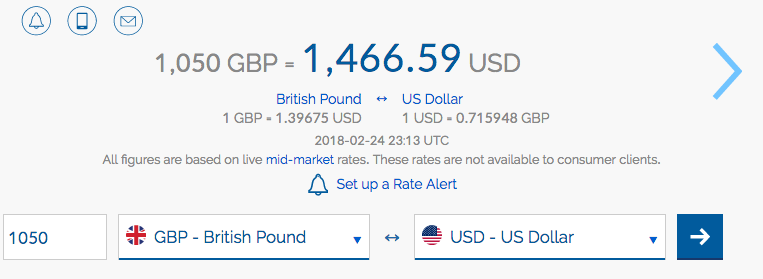 1,050 GBP = 1,466.59 USD
British Pound ↔ US Dollar
1 GBP = 1.39675 USD 1 USD = 0.715948 GBP
2018-02-24 23:13 UTC
All figures are based on live mid-market rates. These rates are not available to consumer clients.
Set up a Rate Alert
1050 GBP - British Pound ↔ USD - US Dollar